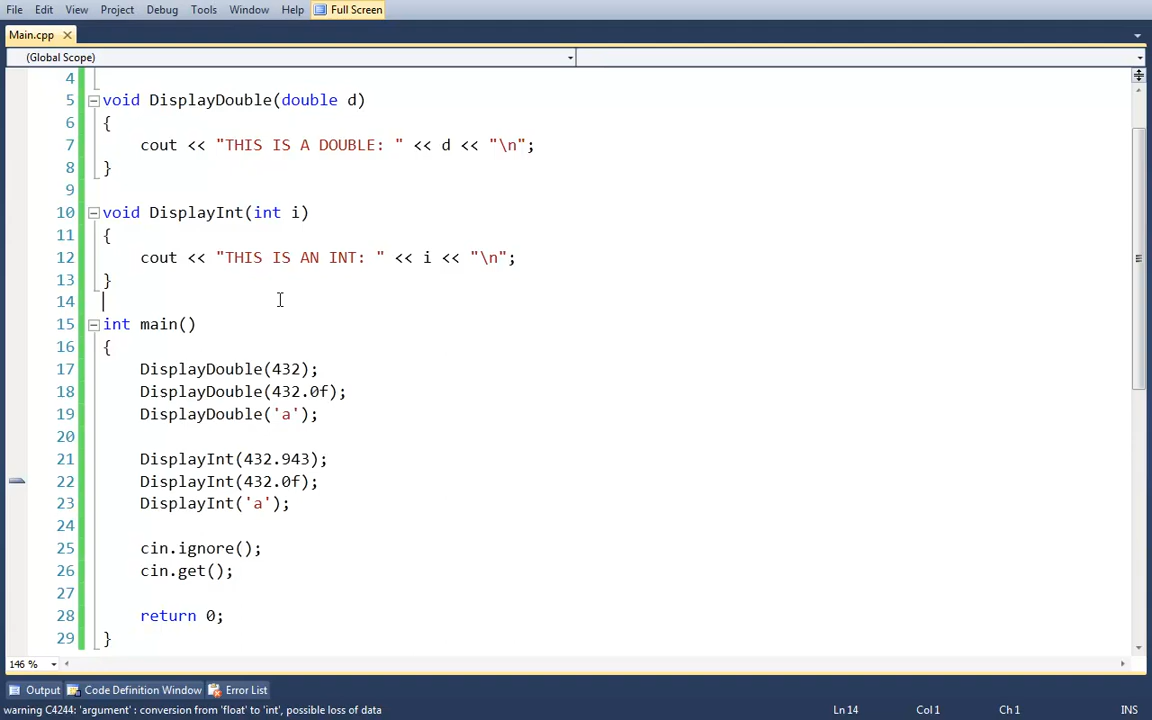 File Edit View Project Debug Tools Window Help Full Screen
Main.cpp
(Global Scope)
4
5 void DisplayDouble(double d)
6 {
7 cout << "THIS IS A DOUBLE: " << d << "\n";
8 }
9
10 void DisplayInt(int i)
11 {
12 cout << "THIS IS AN INT: " << i << "\n";
13 }
14
15 int main()
16 {
17 DisplayDouble(432);
18 DisplayDouble(432.0f);
19 DisplayDouble('a');
20
21 DisplayInt(432.943);
22 DisplayInt(432.0f);
23 DisplayInt('a');
24
25 cin.ignore();
26 cin.get();
27
28 return 0;
29 }
146 %
Output Code Definition Window Error List
warning C4244: 'argument' : conversion from 'float' to 'int', possible loss of data Ln 14 Col 1 Ch 1 INS